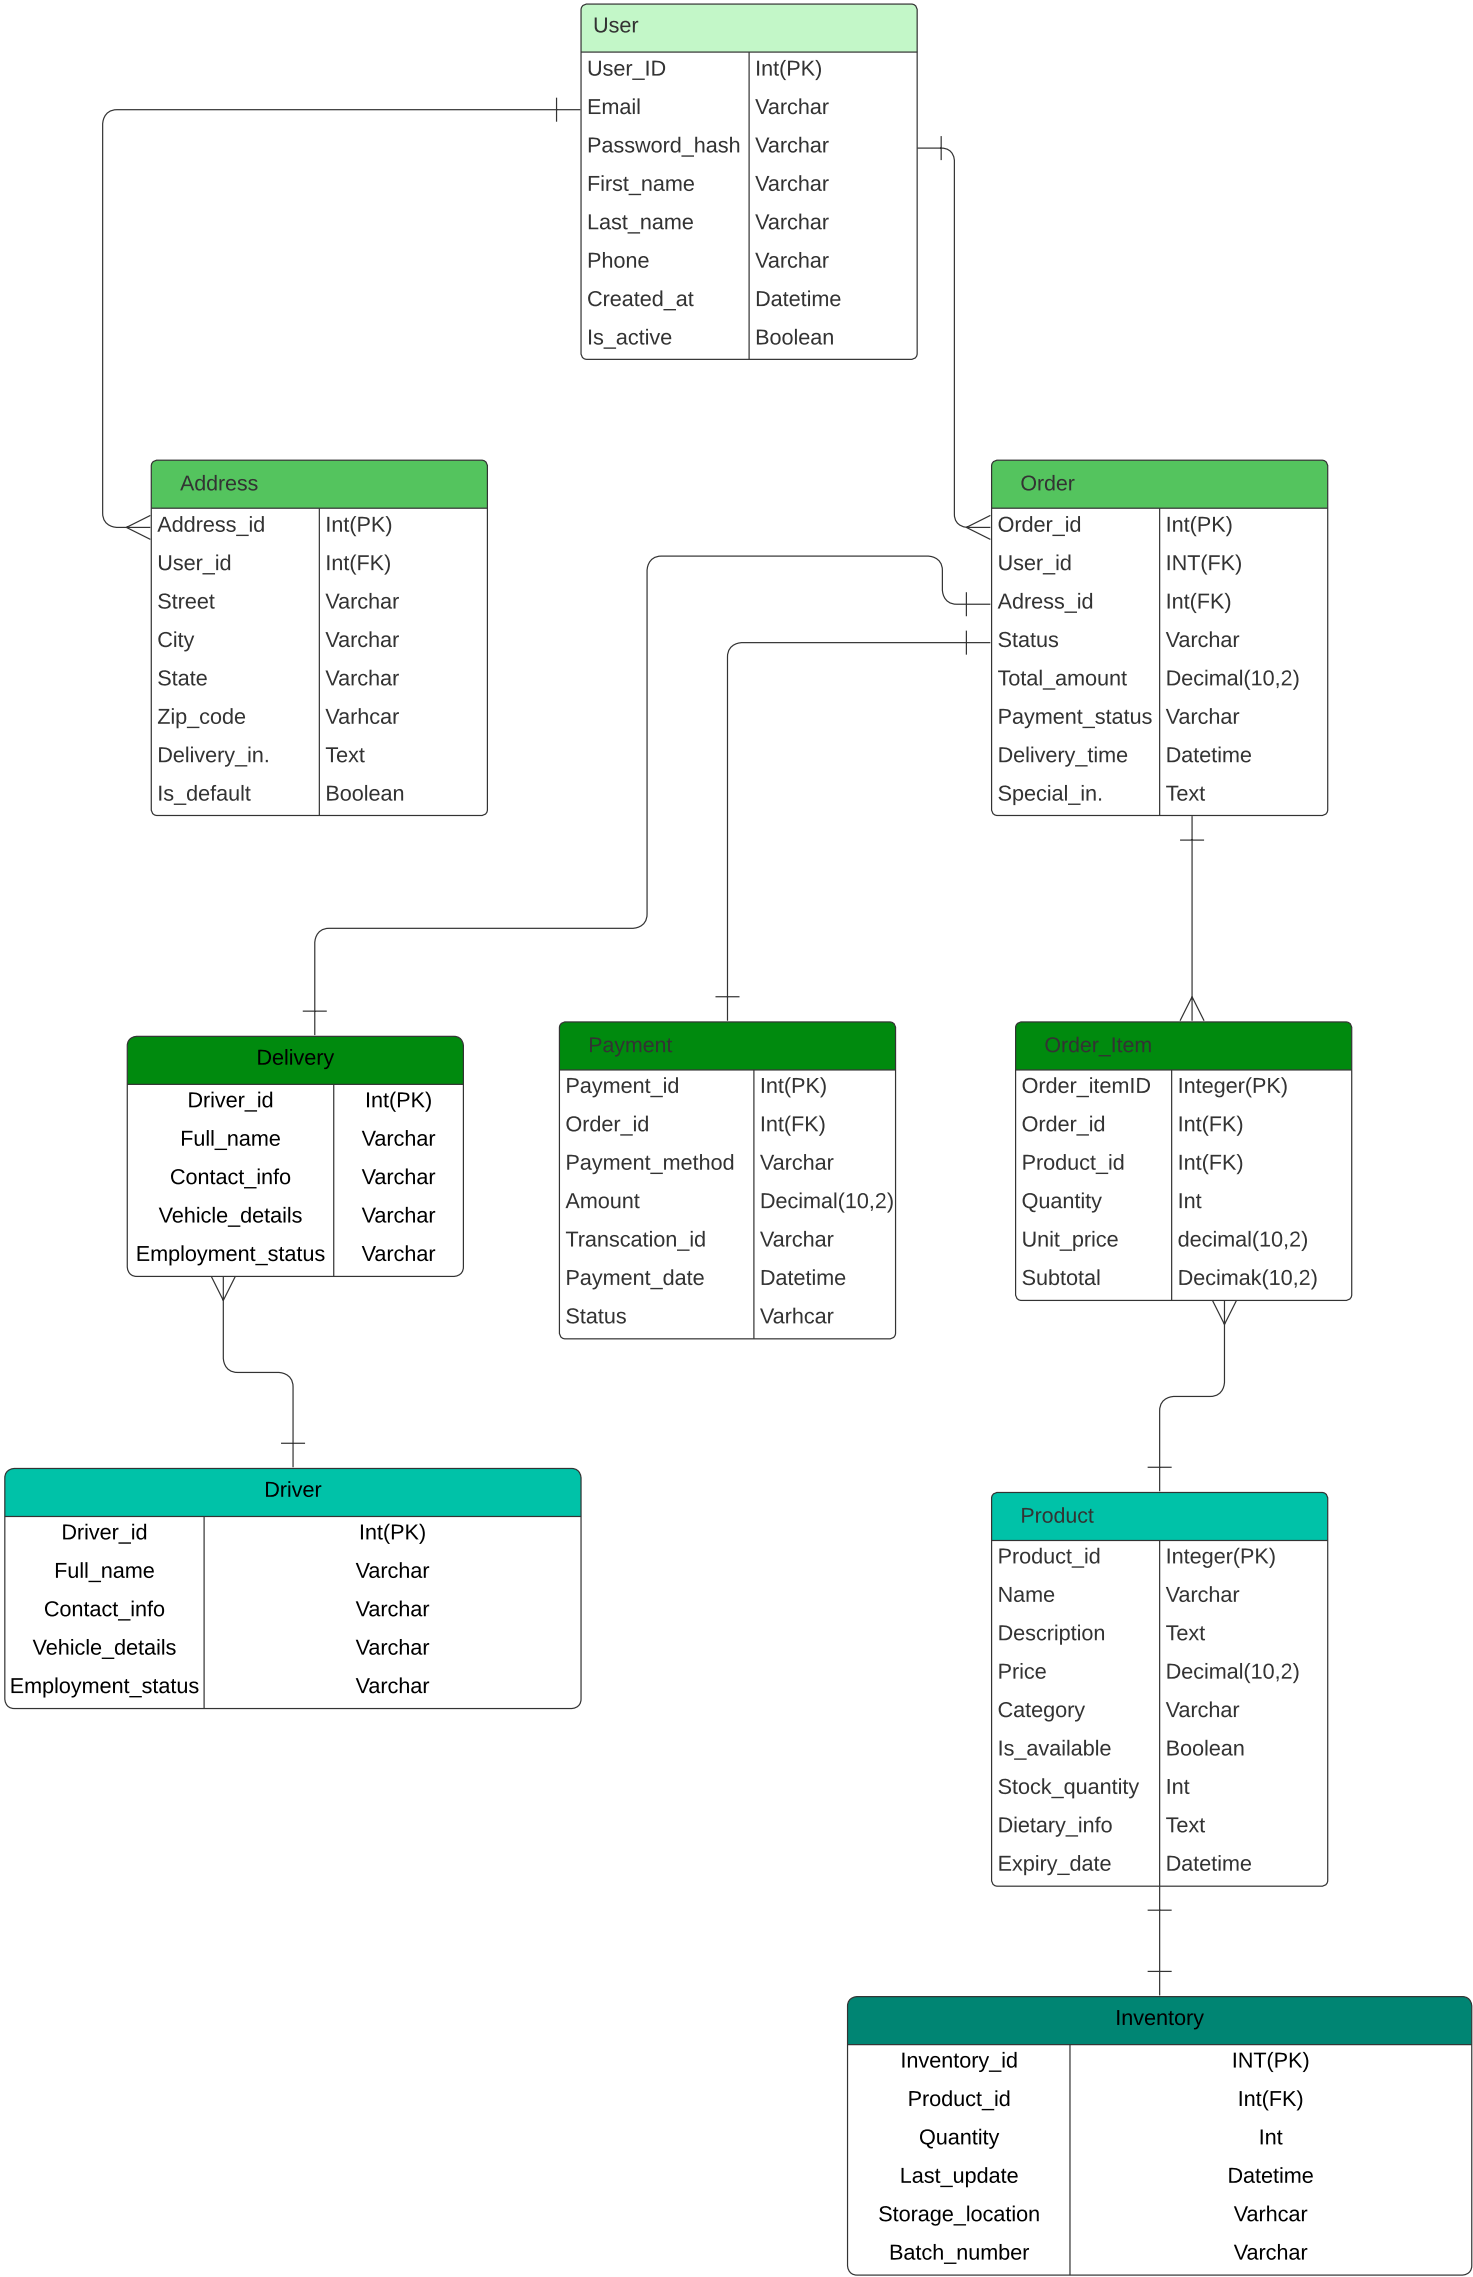 User
User_ID Int(PK)
Email Varchar
Password_hash Varchar
First_name Varchar
Last_name Varchar
Phone Varchar
Created_at Datetime
Is_active Boolean
Address
Address_id Int(PK)
User_id Int(FK)
Street Varchar
City Varchar
State Varchar
Zip_code Varhcar
Delivery_in. Text
Is_default Boolean
Order
Order_id Int(PK)
User_id INT(FK)
Adress_id Int(FK)
Status Varchar
Total_amount Decimal(10,2)
Payment_status Varchar
Delivery_time Datetime
Special_in. Text
Delivery
Driver_id Int(PK)
Full_name Varchar
Contact_info Varchar
Vehicle_details Varchar
Employment_status Varchar
Payment
Payment_id Int(PK)
Order_id Int(FK)
Payment_method Varchar
Amount Decimal(10,2)
Transcation_id Varchar
Payment_date Datetime
Status Varhcar
Order_Item
Order_itemID Integer(PK)
Order_id Int(FK)
Product_id Int(FK)
Quantity Int
Unit_price decimal(10,2)
Subtotal Decimak(10,2)
Driver
Driver_id Int(PK)
Full_name Varchar
Contact_info Varchar
Vehicle_details Varchar
Employment_status Varchar
Product
Product_id Integer(PK)
Name Varchar
Description Text
Price Decimal(10,2)
Category Varchar
Is_available Boolean
Stock_quantity Int
Dietary_info Text
Expiry_date Datetime
Inventory
Inventory_id INT(PK)
Product_id Int(FK)
Quantity Int
Last_update Datetime
Storage_location Varhcar
Batch_number Varchar